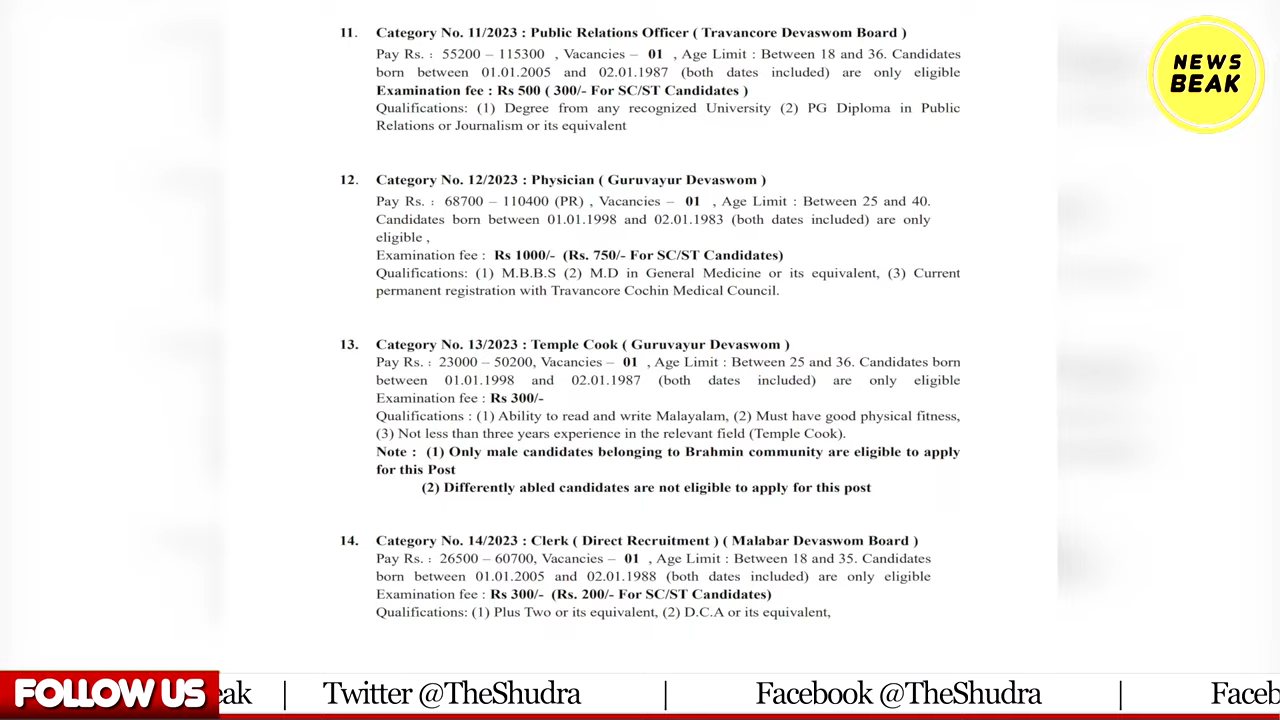 11. Category No. 11/2023 : Public Relations Officer ( Travancore Devaswom Board )
Pay Rs. : 55200 – 115300 , Vacancies – 01 , Age Limit : Between 18 and 36. Candidates
born between 01.01.2005 and 02.01.1987 (both dates included) are only eligible
Examination fee : Rs 500 ( 300/- For SC/ST Candidates )
Qualifications: (1) Degree from any recognized University (2) PG Diploma in Public
Relations or Journalism or its equivalent
12. Category No. 12/2023 : Physician ( Guruvayur Devaswom )
Pay Rs. : 68700 – 110400 (PR) , Vacancies – 01 , Age Limit : Between 25 and 40.
Candidates born between 01.01.1998 and 02.01.1983 (both dates included) are only
eligible ,
Examination fee : Rs 1000/- (Rs. 750/- For SC/ST Candidates)
Qualifications: (1) M.B.B.S (2) M.D in General Medicine or its equivalent, (3) Current
permanent registration with Travancore Cochin Medical Council.
13. Category No. 13/2023 : Temple Cook ( Guruvayur Devaswom )
Pay Rs. : 23000 – 50200, Vacancies – 01 , Age Limit : Between 25 and 36. Candidates born
between 01.01.1998 and 02.01.1987 (both dates included) are only eligible
Examination fee : Rs 300/-
Qualifications : (1) Ability to read and write Malayalam, (2) Must have good physical fitness,
(3) Not less than three years experience in the relevant field (Temple Cook).
Note : (1) Only male candidates belonging to Brahmin community are eligible to apply
for this Post
(2) Differently abled candidates are not eligible to apply for this post
14. Category No. 14/2023 : Clerk ( Direct Recruitment ) ( Malabar Devaswom Board )
Pay Rs. : 26500 – 60700, Vacancies – 01 , Age Limit : Between 18 and 35. Candidates
born between 01.01.2005 and 02.01.1988 (both dates included) are only eligible
Examination fee : Rs 300/- (Rs. 200/- For SC/ST Candidates)
Qualifications: (1) Plus Two or its equivalent, (2) D.C.A or its equivalent,
NEWS
BEAK
FOLLOW US eak | Twitter @TheShudra | Facebook @TheShudra | Faceb